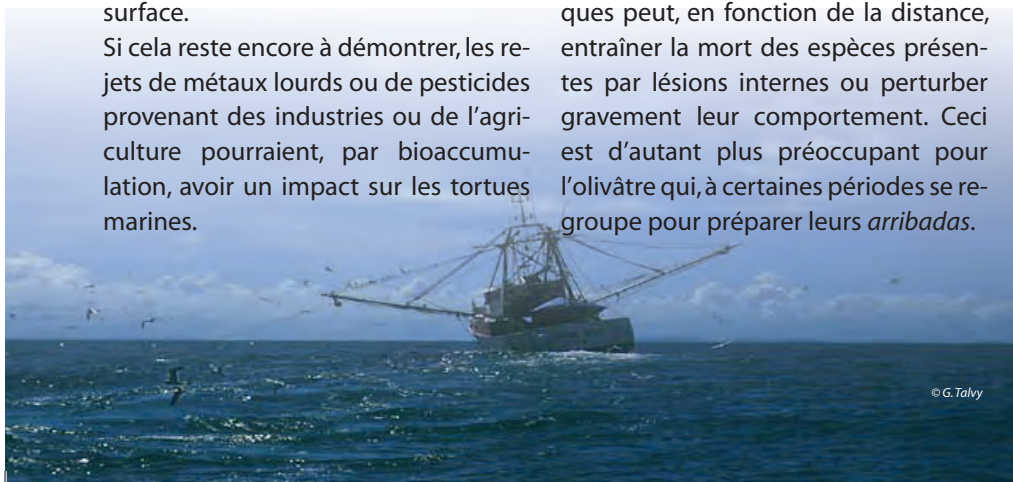 surface.
Si cela reste encore à démontrer, les re-
jets de métaux lourds ou de pesticides
provenant des industries ou de l'agri-
culture pourraient, par bioaccumu-
lation, avoir un impact sur les tortues
marines.
ques peut, en fonction de la distance,
entraîner la mort des espèces présen-
tes par lésions internes ou perturber
gravement leur comportement. Ceci
est d'autant plus préoccupant pour
l'olivâtre qui, à certaines périodes se re-
groupe pour préparer leurs arribadas.
© G. Talvy